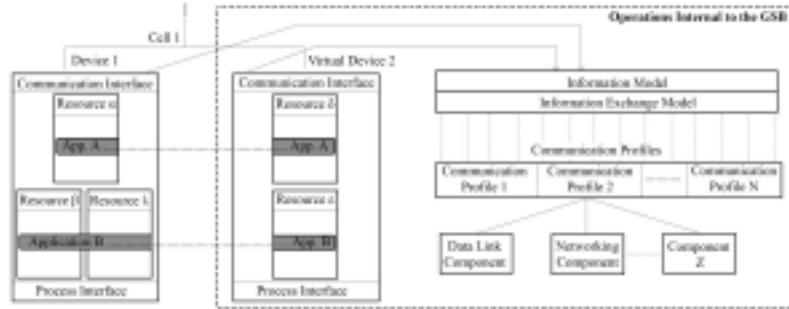 Operations Internal to the GSB
Cell 1
Device 1
Virtual Device 2
Communication Interface
Resource α
App. A
Resource β
Resource λ
Application B
Process Interface
Communication Interface
Resource δ
App. A
Resource ε
App. B
Process Interface
Information Model
Information Exchange Model
Communication Profiles
Communication
Profile 1
Communication
Profile 2
Communication
Profile N
Data Link
Component
Networking
Component
Component
Z